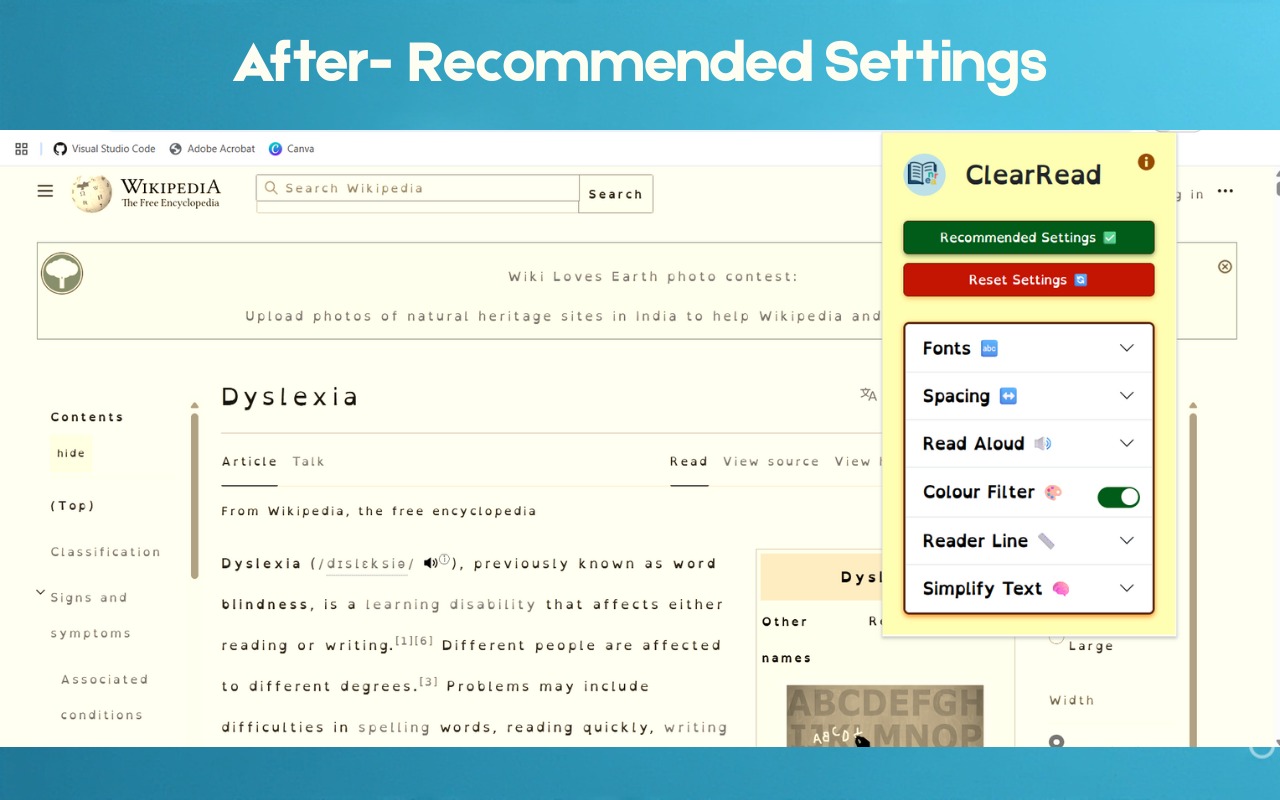 After- Recommended Settings
Visual Studio Code
Adobe Acrobat
Canva
WIKIPEDIA
The Free Encyclopedia
Search Wikipedia
Search
in
Wiki Loves Earth photo contest:
Upload photos of natural heritage sites in India to help Wikipedia and
Contents
hide
(Top)
Classification
Signs and
symptoms
Associated
conditions
Dyslexia
Article Talk
Read View source View
From Wikipedia, the free encyclopedia
Dyslexia (/dɪslɛksiə/ ), previously known as word
blindness, is a learning disability that affects either
reading or writing.[1][6] Different people are affected
to different degrees.[3] Problems may include
difficulties in spelling words, reading quickly, writing
Other
names
ABCDEFGH
MNOP
ABCD
ClearRead
Recommended Settings
Reset Settings
Fonts abc
Spacing
Read Aloud
Colour Filter
Reader Line
Simplify Text
Large
Width